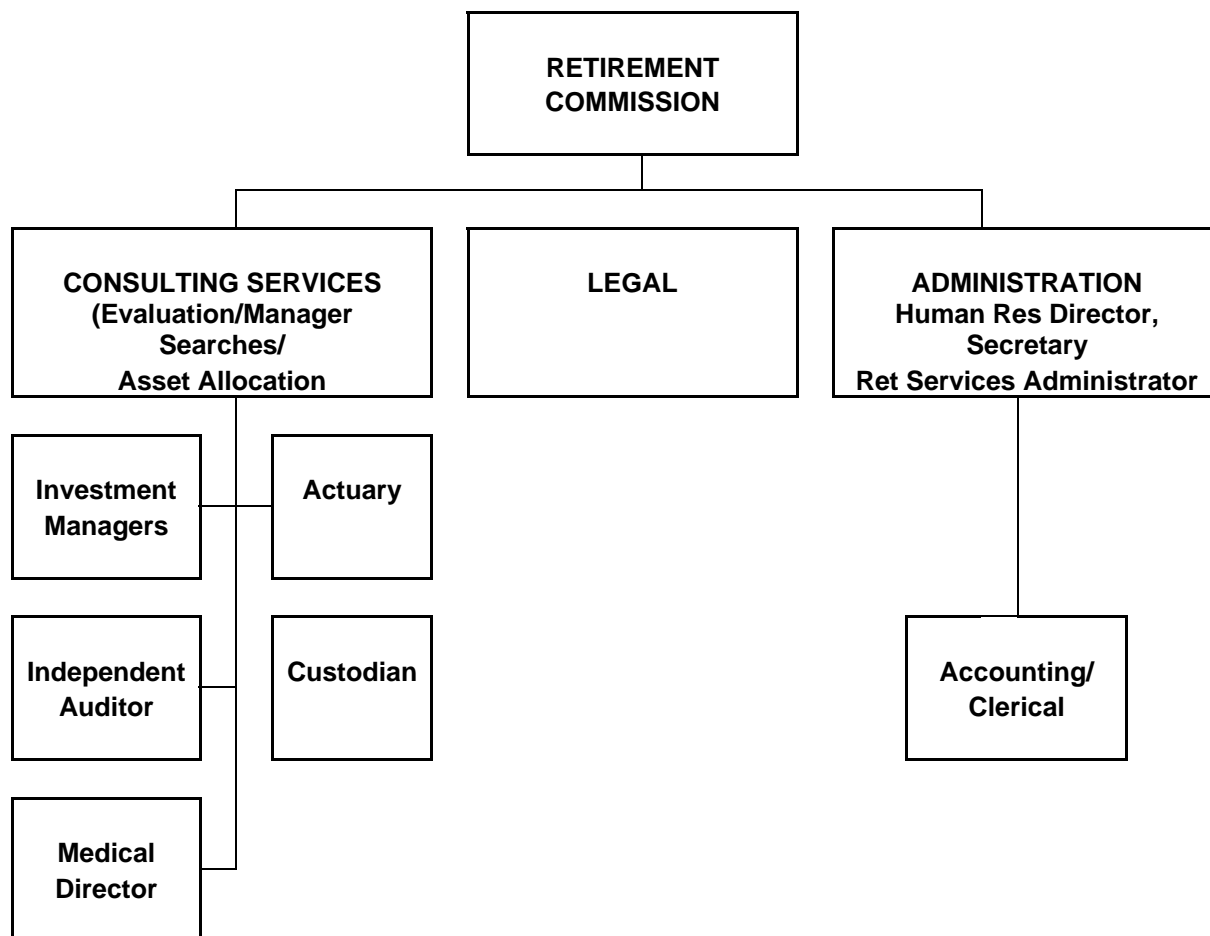 RETIREMENT
COMMISSION
CONSULTING SERVICES
(Evaluation/Manager
Searches/
Asset Allocation
LEGAL
ADMINISTRATION
Human Res Director,
Secretary
Ret Services Administrator
Investment
Managers
Actuary
Independent
Auditor
Custodian
Accounting/
Clerical
Medical
Director